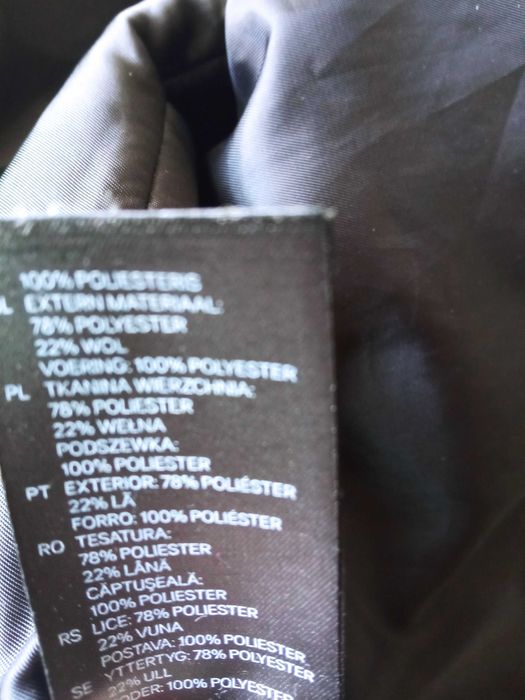 100% POLIESTERIS
L EXTERN MATERIAAL:
78% POLYESTER
22% WOL
VOERING: 100% POLYESTER
PL TKANINA WIERZCHNIA:
78% POLIESTER
22% WEŁNA
PODSZEWKA:
100% POLIESTER
PT EXTERIOR: 78% POLIÉSTER
22% LÃ
FORRO: 100% POLIÉSTER
RO TESATURA:
78% POLIESTER
22% LÂNĂ
CĂPTUŞEALĂ:
100% POLIESTER
RS LICE: 78% POLIESTER
22% VUNA
POSTAVA: 100% POLIESTER
SE YTTERTYG: 78% POLYESTER
22% ULL
ODER: 100% POLYESTER